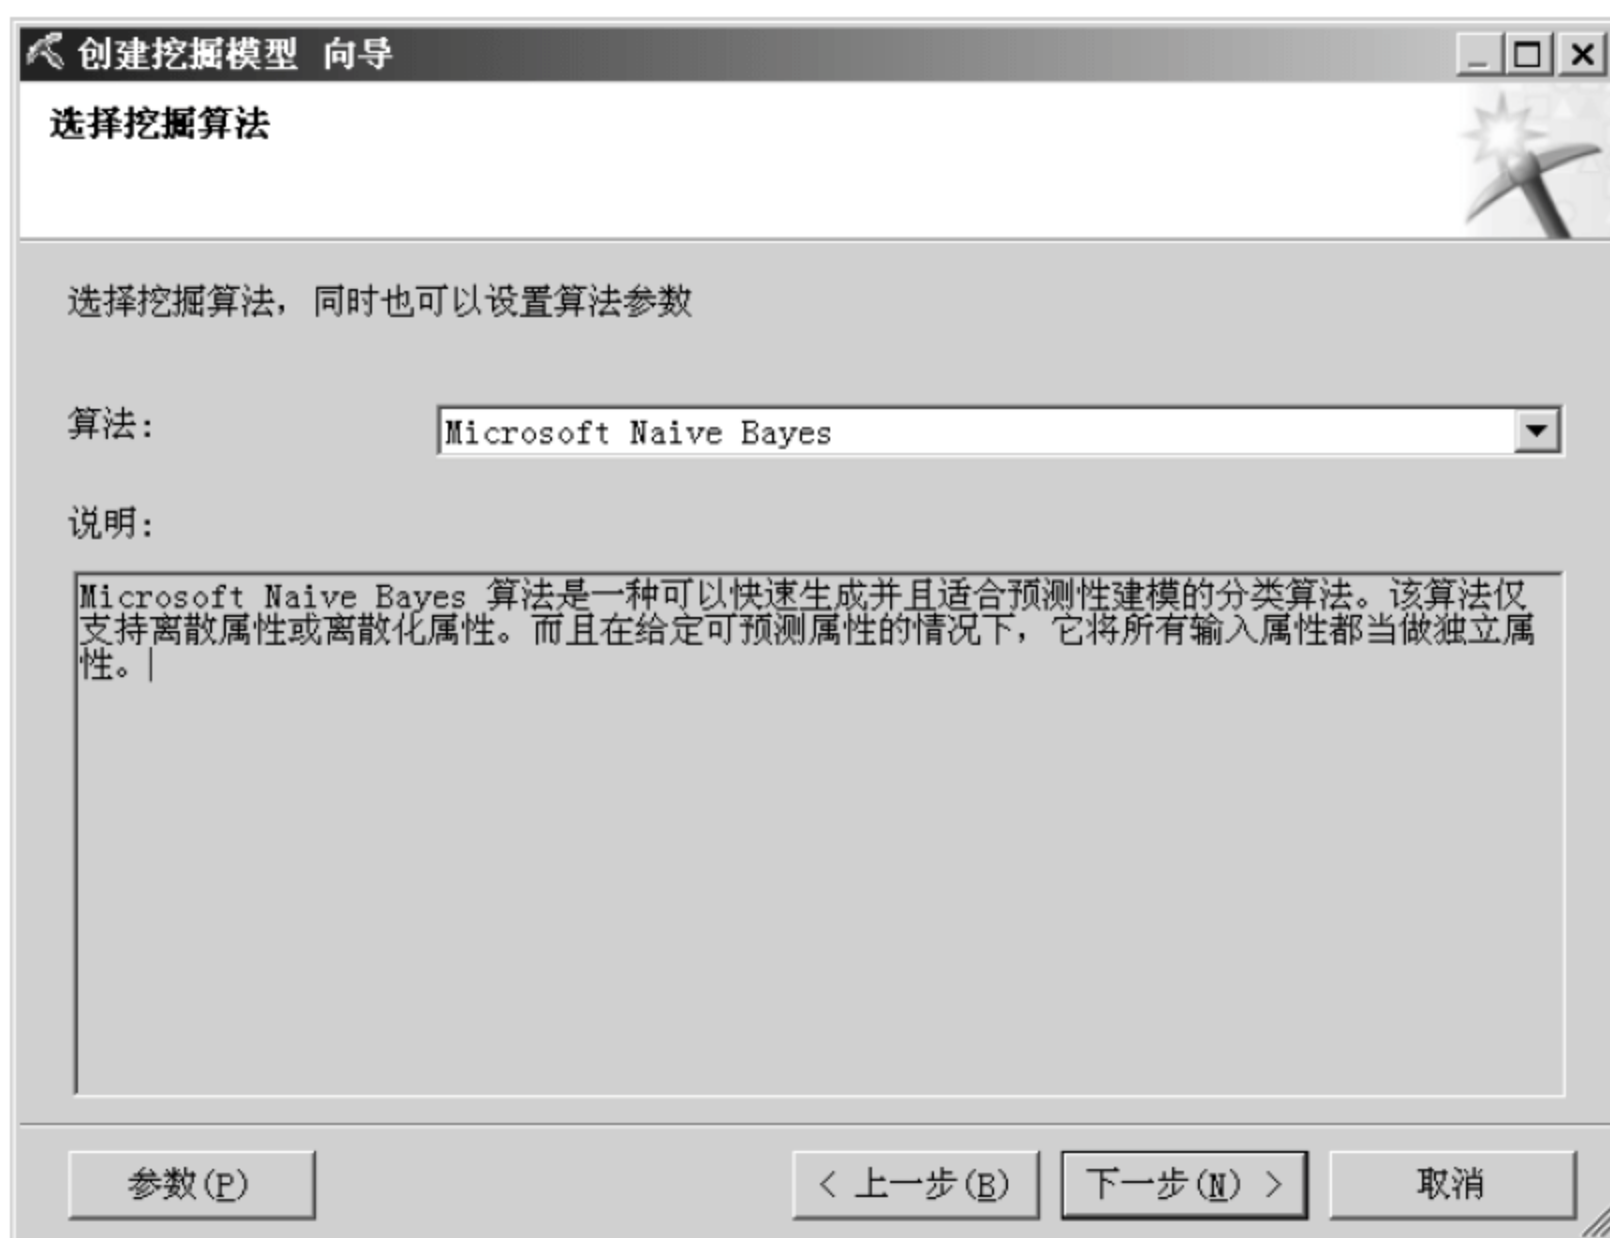 创建挖掘模型 向导
选择挖掘算法
选择挖掘算法，同时也可以设置算法参数
算法:
Microsoft Naive Bayes
说明:
Microsoft Naive Bayes 算法是一种可以快速生成并且适合预测性建模的分类算法。该算法仅
支持离散属性或离散化属性。而且在给定可预测属性的情况下，它将所有输入属性都当做独立属
性。
参数(P)
< 上一步(B)
下一步(N) >
取消